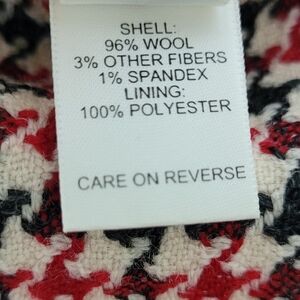 SHELL:
96% WOOL
3% OTHER FIBERS
1% SPANDEX
LINING:
100% POLYESTER
CARE ON REVERSE